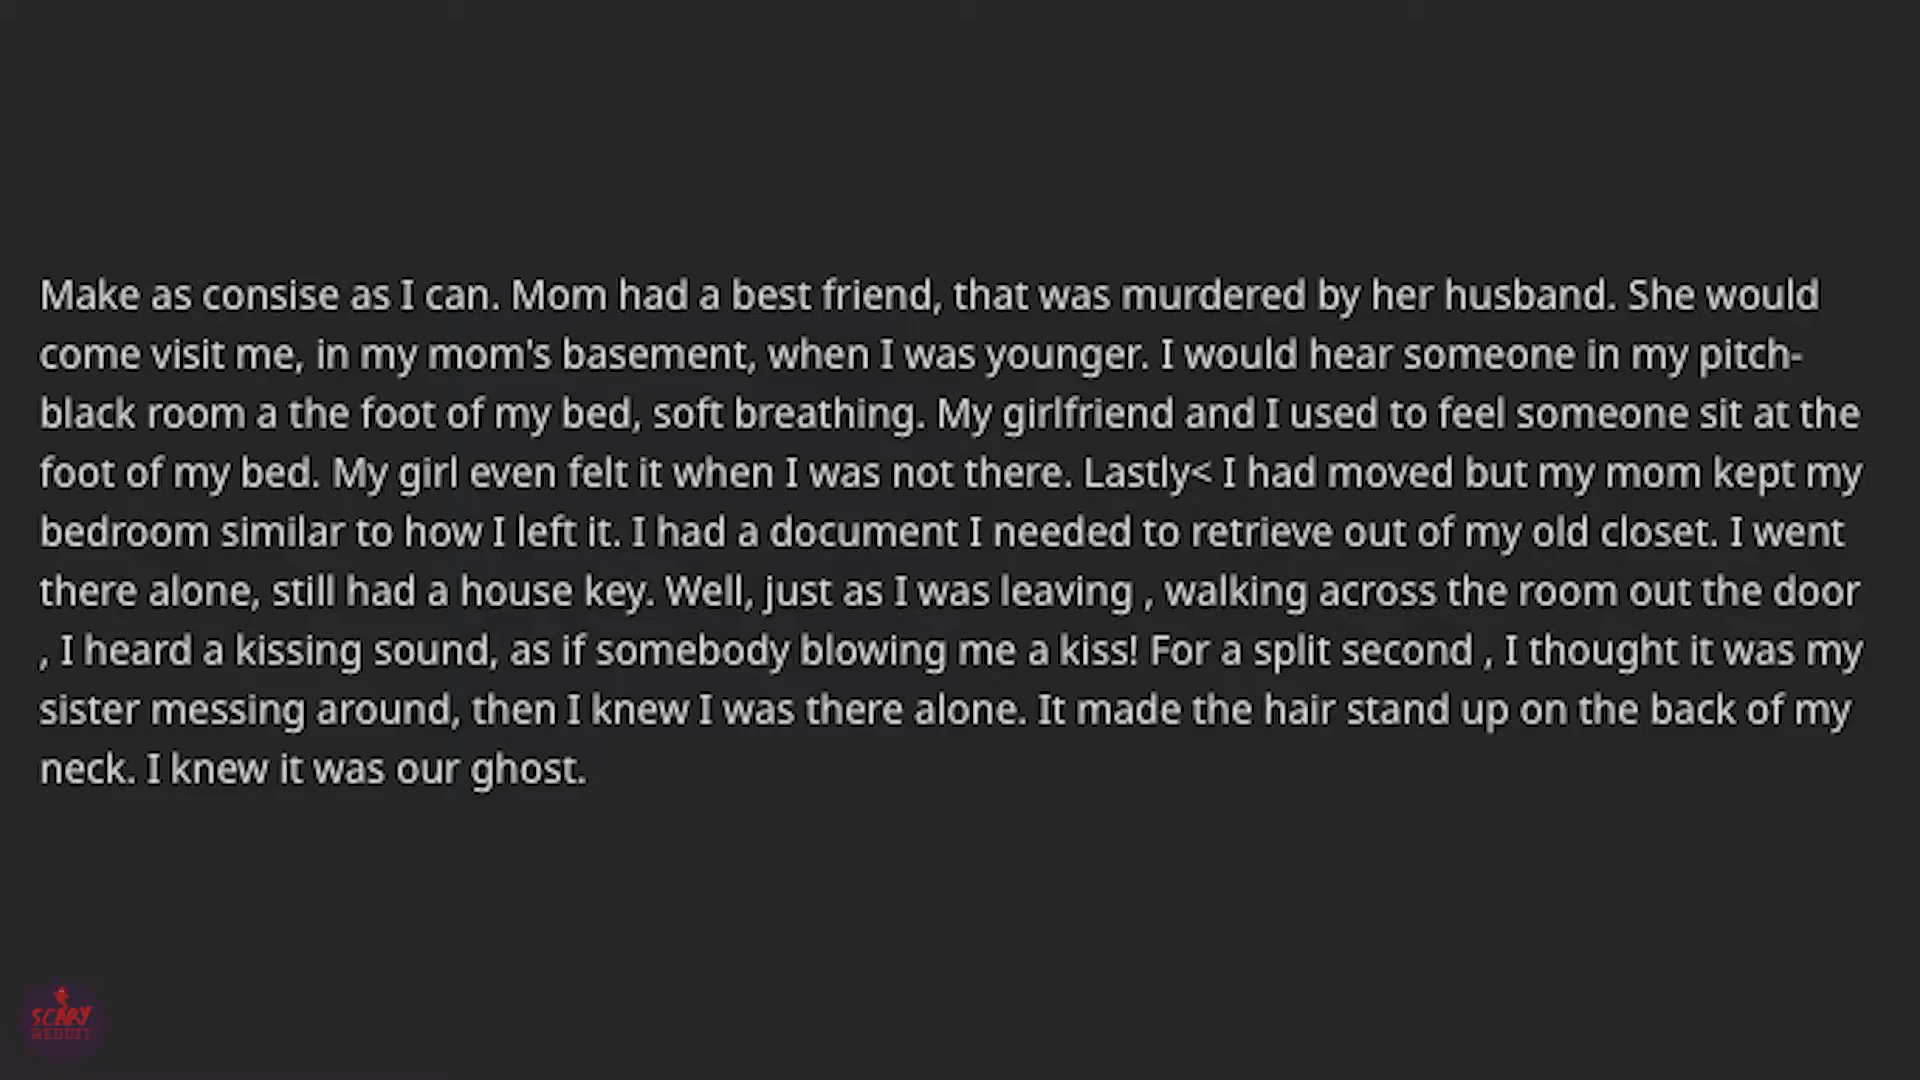 Make as consise as I can. Mom had a best friend, that was murdered by her husband. She would
come visit me, in my mom's basement, when I was younger. I would hear someone in my pitch-
black room a the foot of my bed, soft breathing. My girlfriend and I used to feel someone sit at the
foot of my bed. My girl even felt it when I was not there. Lastly< I had moved but my mom kept my
bedroom similar to how I left it. I had a document I needed to retrieve out of my old closet. I went
there alone, still had a house key. Well, just as I was leaving , walking across the room out the door
, I heard a kissing sound, as if somebody blowing me a kiss! For a split second , I thought it was my
sister messing around, then I knew I was there alone. It made the hair stand up on the back of my
neck. I knew it was our ghost.
SCARY
REDDIT